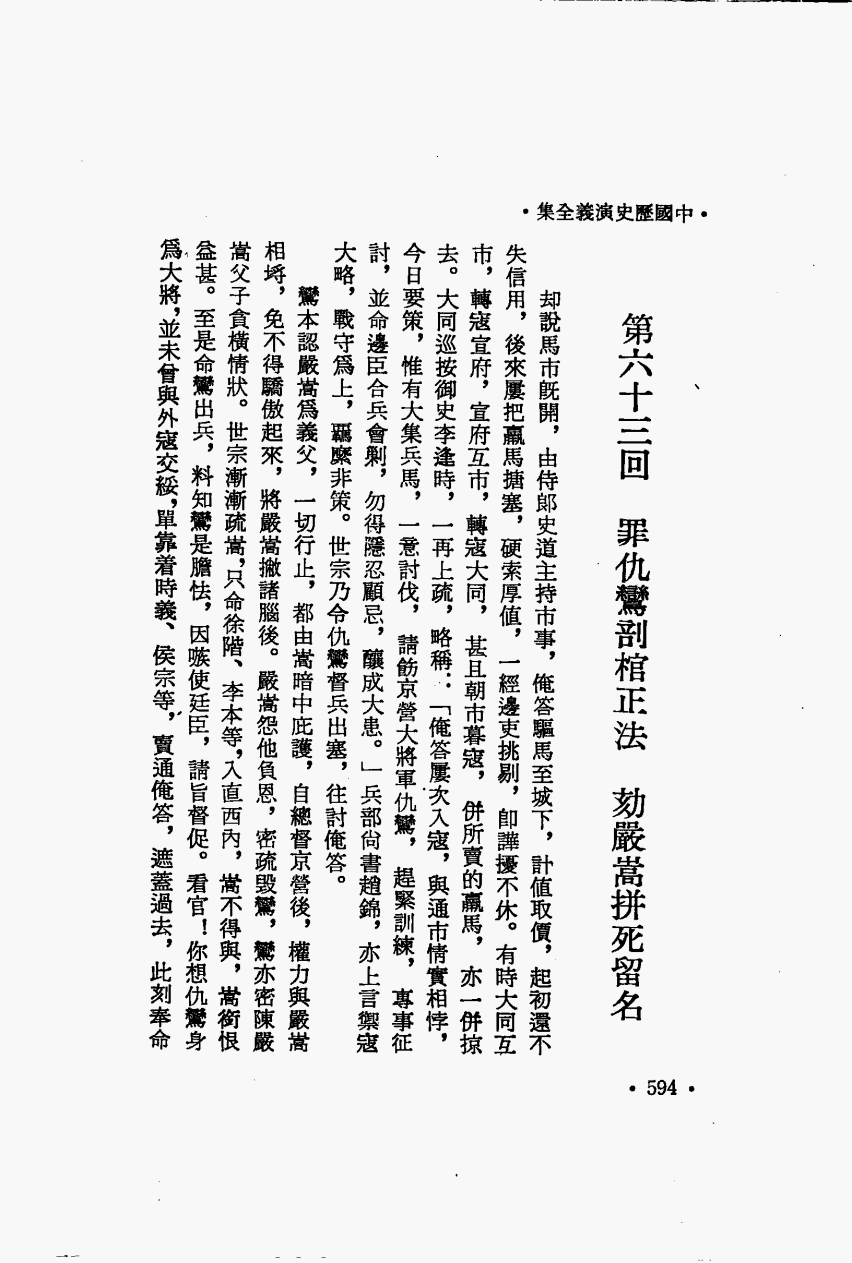 ·中國歷史演義全集·
第六十三回　罪仇鸞剖棺正法　劾嚴嵩拼死留名
却說馬市既開，由侍郎史道主持市事，俺答驅馬至城下，計值取價，起初還不
失信用，後來屢把羸馬搪塞，硬索厚值，一經邊吏挑剔，卽譁擾不休。有時大同互
市，轉寇宣府，宣府互市，轉寇大同，甚且朝市暮寇，併所賣的羸馬，亦一併掠
去。大同巡按御史李逢時，一再上疏，略稱：「俺答屢次入寇，與通市情實相悖，
今日要策，惟有大集兵馬，一意討伐，請飭京營大將軍仇鸞，趕緊訓練，專事征
討，並命邊臣合兵會剿，勿得隱忍顧忌，釀成大患。」兵部尚書趙錦，亦上言禦寇
大略，戰守爲上，羈縻非策。世宗乃令仇鸞督兵出塞，往討俺答。
鸞本認嚴嵩爲義父，一切行止，都由嵩暗中庇護，自總督京營後，權力與嚴嵩
相埒，免不得驕傲起來，將嚴嵩撇諸腦後。嚴嵩怨他負恩，密疏毀鸞，鸞亦密陳嚴
嵩父子貪橫情狀。世宗漸漸疏嵩，只命徐階、李本等，入直西內，嵩不得與，嵩銜恨
益甚。至是命鸞出兵，料知鸞是膽怯，因嗾使廷臣，請旨督促。看官！你想仇鸞身
爲大將，並未曾與外寇交綏，單靠着時義、侯宗等，賣通俺答，遮蓋過去，此刻奉命
·594·